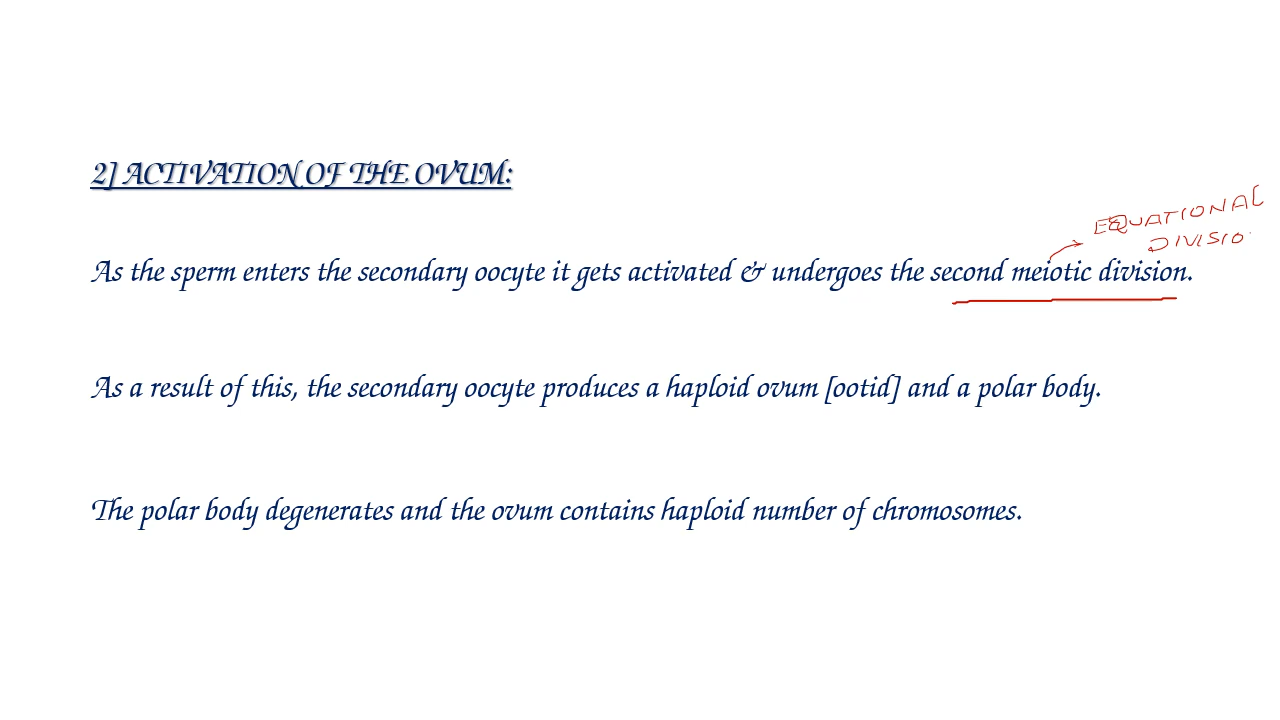 2] ACTIVATION OF THE OVUM:
EQUATIONAL
DIVISIO
As the sperm enters the secondary oocyte it gets activated & undergoes the second meiotic division.
As a result of this, the secondary oocyte produces a haploid ovum [ootid] and a polar body.
The polar body degenerates and the ovum contains haploid number of chromosomes.